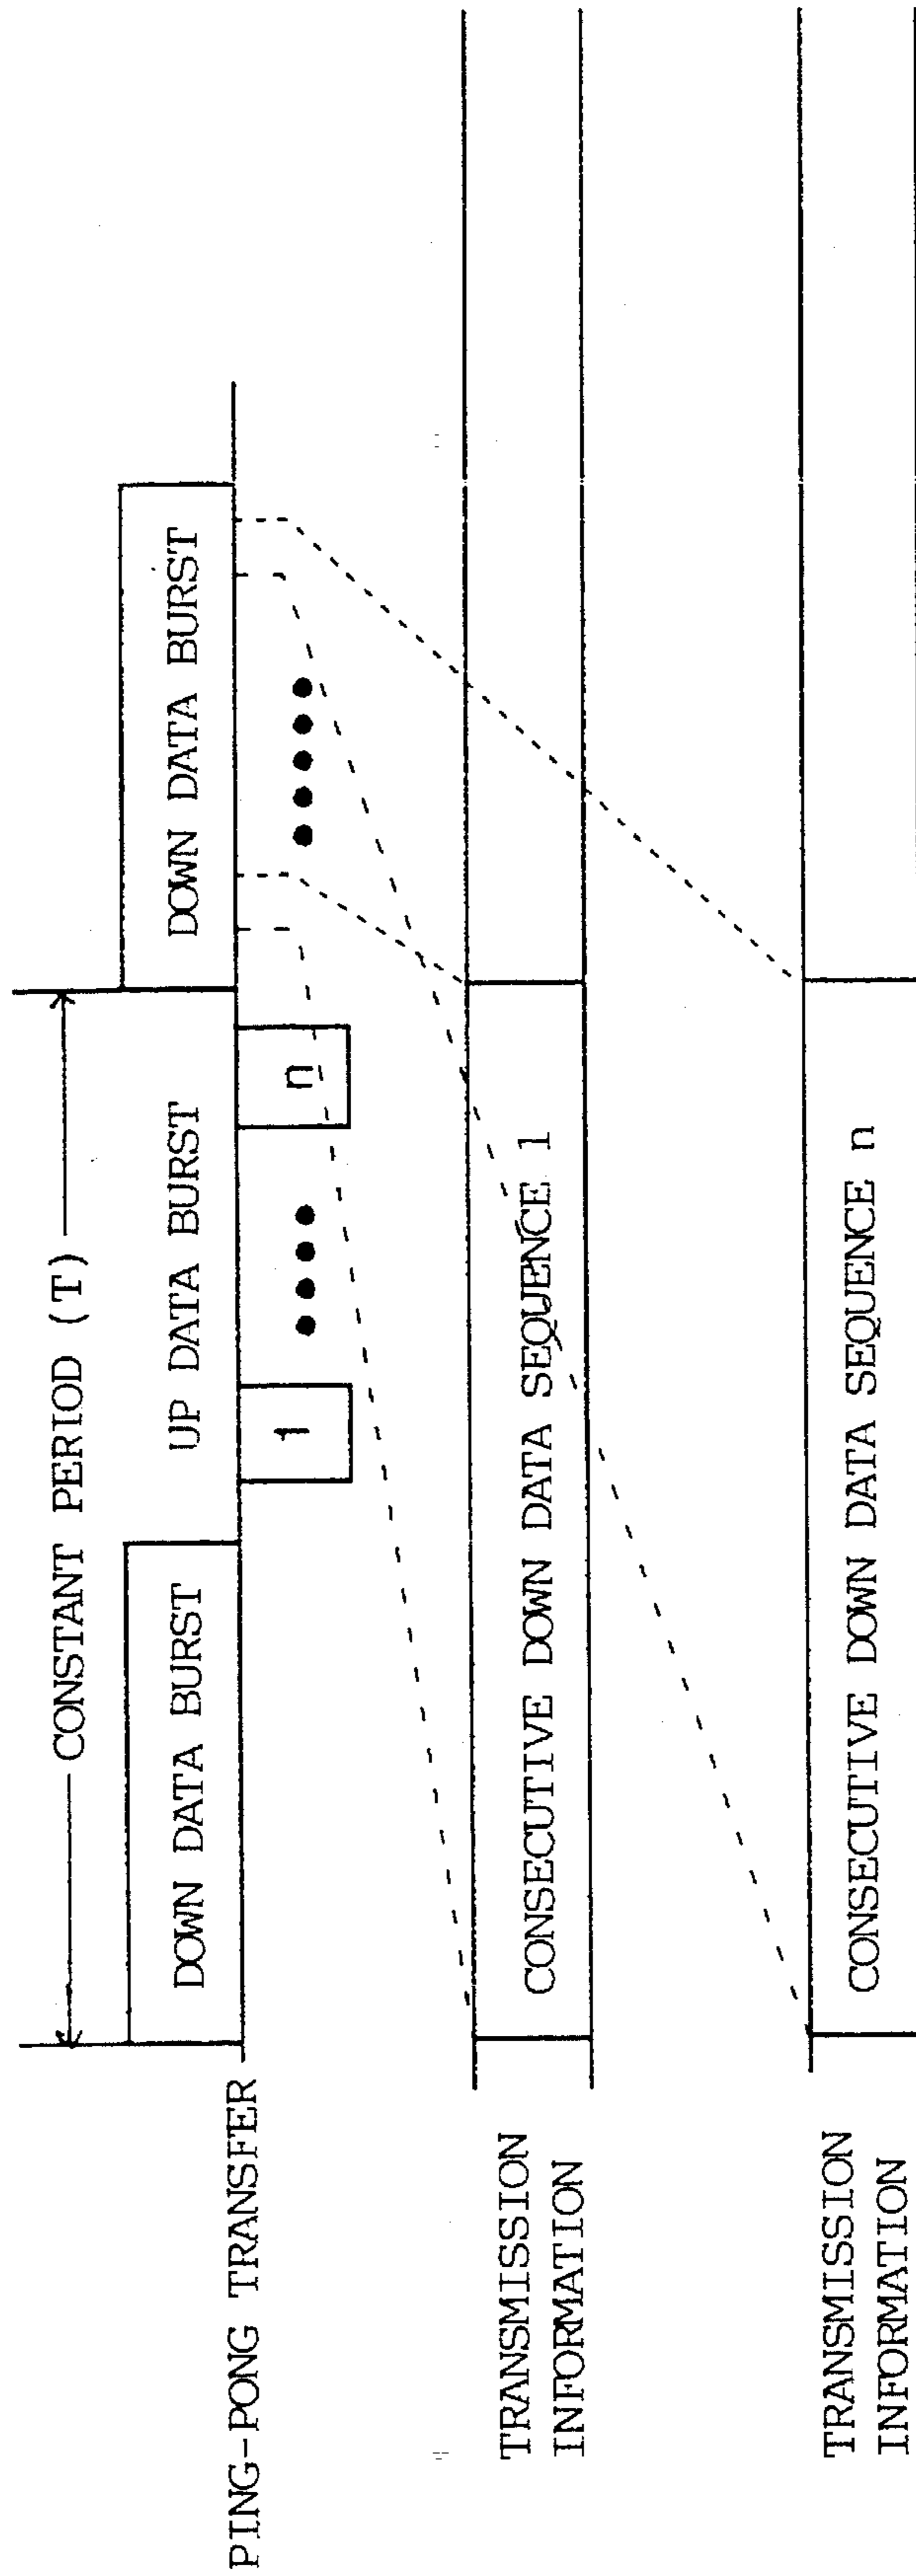 CONSTANT PERIOD (T)
DOWN DATA BURST
UP DATA BURST
DOWN DATA BURST
PING-PONG TRANSFER
1
n
TRANSMISSION
INFORMATION
CONSECUTIVE DOWN DATA SEQUENCE 1
TRANSMISSION
INFORMATION
CONSECUTIVE DOWN DATA SEQUENCE n